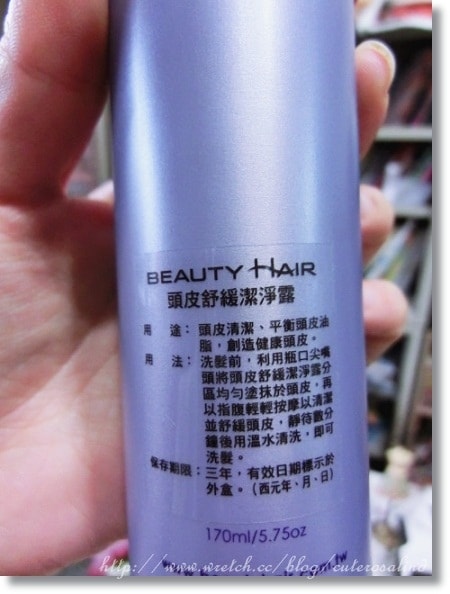 BEAUTY HAIR
頭皮舒緩潔淨露
用　途：頭皮清潔、平衡頭皮油
脂，創造健康頭皮。
用　法：洗髮前，利用瓶口尖嘴
頭將頭皮舒緩潔淨露分
區均勻塗抹於頭皮，再
以指腹輕輕按摩以清潔
並舒緩頭皮，靜待數分
鐘後用溫水清洗，即可
洗髮。
保存期限：三年，有效日期標示於
外盒。（西元年、月、日）
170ml/5.75oz
http://www.wretch.cc/blog/cuterosalind